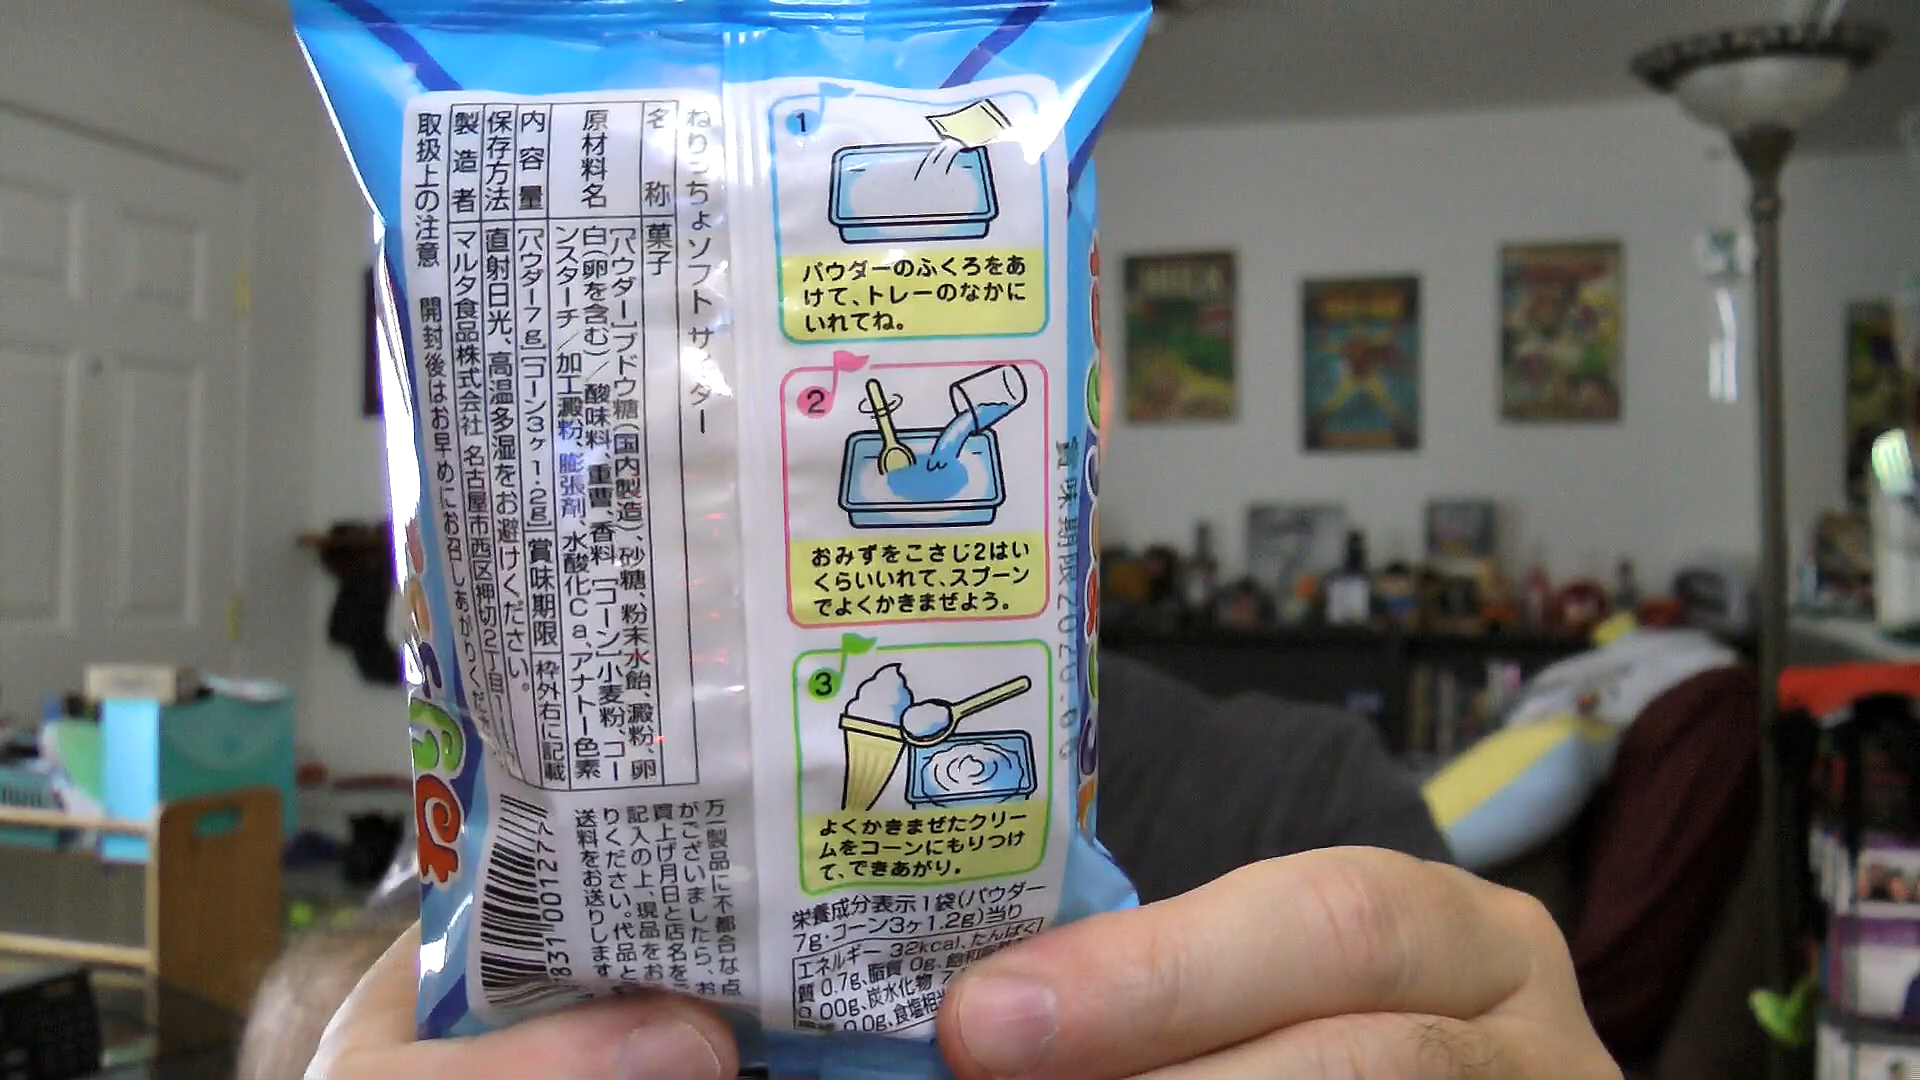 ねりっちょソフト サ
ター
名称 菓子
原材料名 [パウダー]ブドウ糖(国内製造)、砂糖、粉末水飴、澱粉、卵
白(卵を含む)/酸味料、重曹、香料 [コーン]小麦粉、コー
ンスターチ/加工澱粉、膨張剤、水酸化Ca、アナトー色素
内容量 [パウダー7g][コーン3ヶ1.2g] 賞味期限 枠外右に記載
保存方法 直射日光、高温多湿をお避けください。
製造者 マルタ食品株式会社 名古屋市西区押切2丁目
取扱上の注意 開封後はお早めにお召しあがりくださ
万一製品に不都合な点
がございましたら、お
買上げ月日と店名をご
記入の上、現品をお
りください。代品と
送料をお送りします
831 001277
1
パウダーのふくろをあ
けて、トレーのなかに
いれてね。
2
おみずをこさじ2はい
くらいいれて、スプーン
でよくかきまぜよう。
3
よくかきまぜたクリー
ムをコーンにもりつけ
て、できあがり。
栄養成分表示1袋(パウダー
7g・コーン3ヶ1.2g)当り
エネルギー 32kcal、たんぱく
質 0.7g、脂質 0g、飽和
00g、炭水化物 7
0.0g、食塩相
賞味期限202